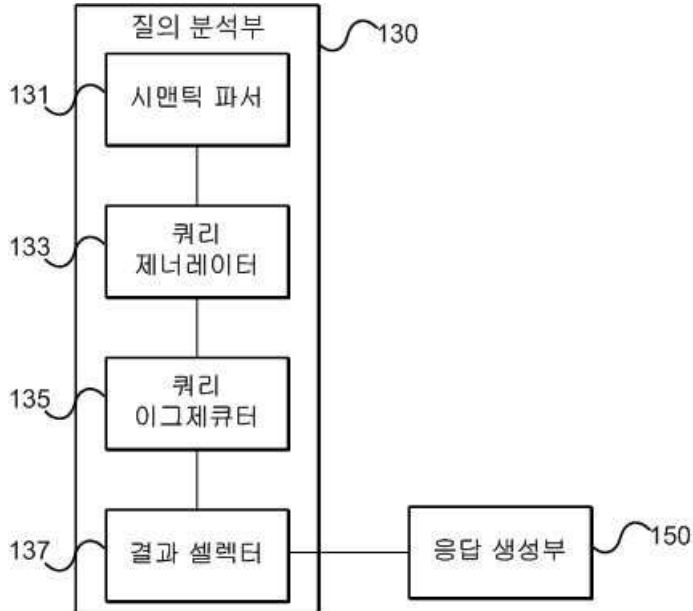 질의 분석부
130
131
시맨틱 파서
133
쿼리
제너레이터
135
쿼리
이그제큐터
137
결과 셀렉터
응답 생성부
150